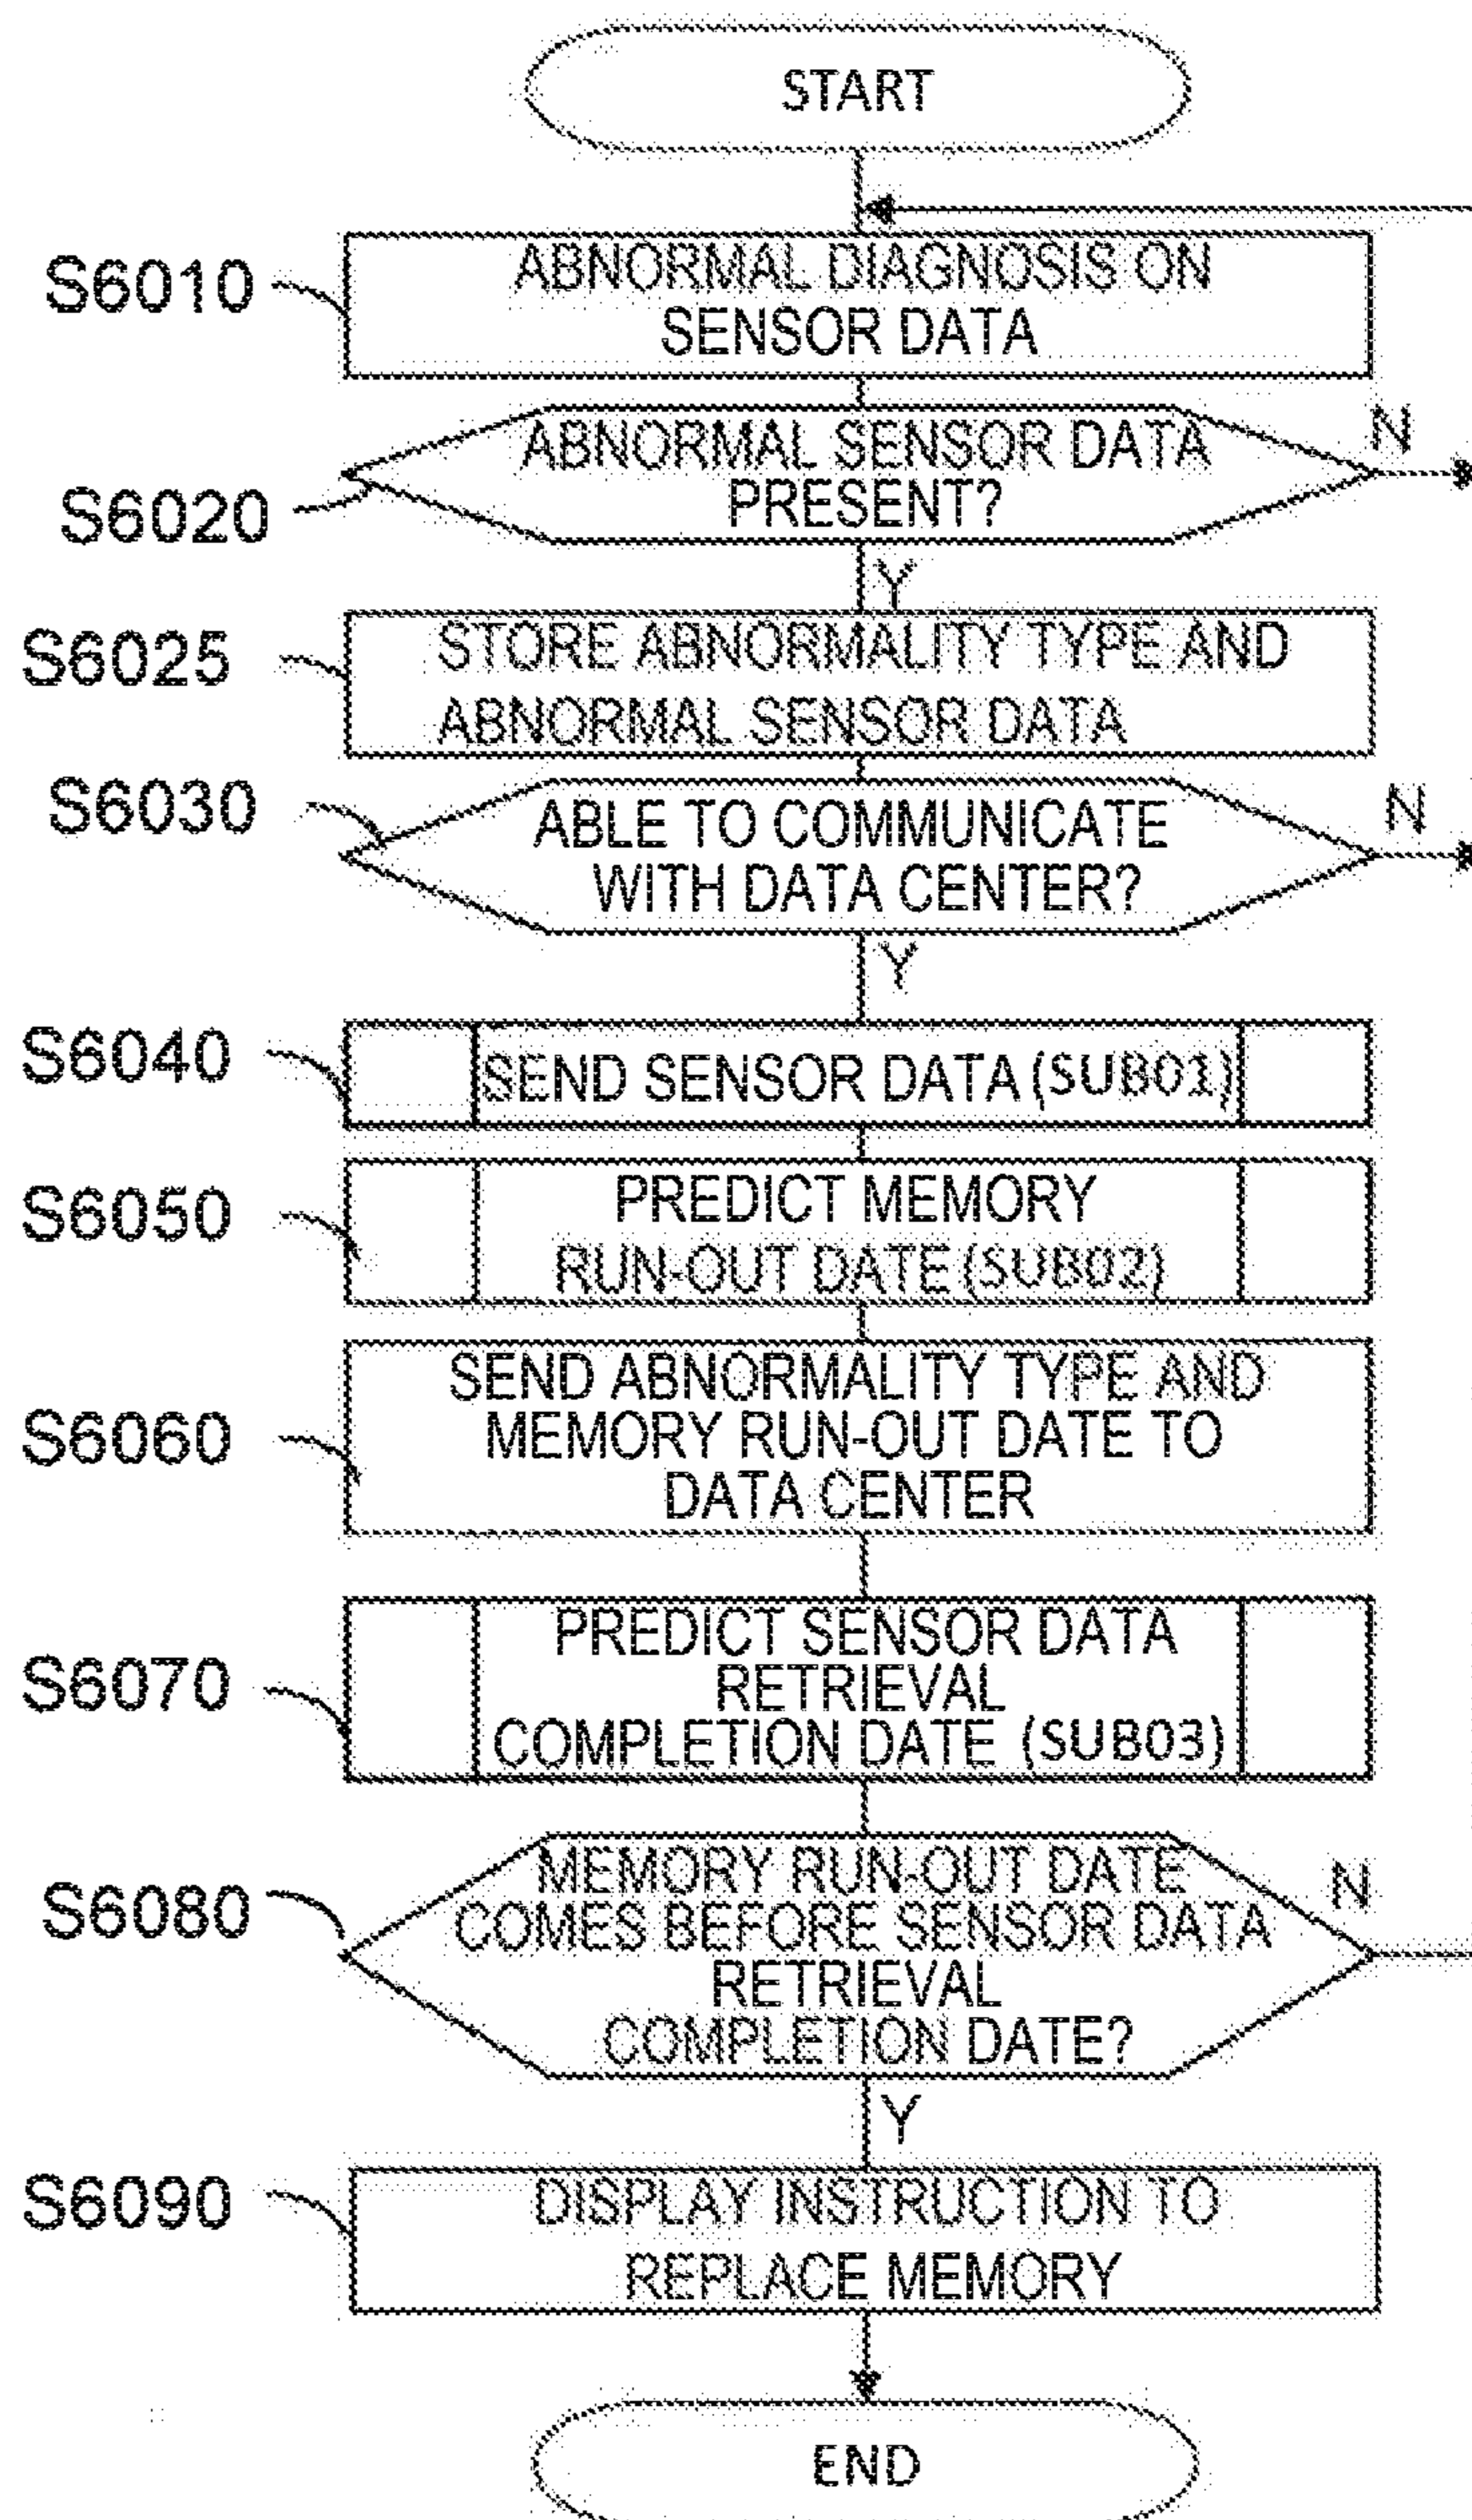 START
S6010
ABNORMAL DIAGNOSIS ON
SENSOR DATA
S6020
ABNORMAL SENSOR DATA
PRESENT?
N
Y
S6025
STORE ABNORMALITY TYPE AND
ABNORMAL SENSOR DATA
S6030
ABLE TO COMMUNICATE
WITH DATA CENTER?
N
Y
S6040
SEND SENSOR DATA (SUB01)
S6050
PREDICT MEMORY
RUN-OUT DATE (SUB02)
S6060
SEND ABNORMALITY TYPE AND
MEMORY RUN-OUT DATE TO
DATA CENTER
S6070
PREDICT SENSOR DATA
RETRIEVAL
COMPLETION DATE (SUB03)
S6080
MEMORY RUN-OUT DATE
COMES BEFORE SENSOR DATA
RETRIEVAL
COMPLETION DATE?
N
Y
S6090
DISPLAY INSTRUCTION TO
REPLACE MEMORY
END